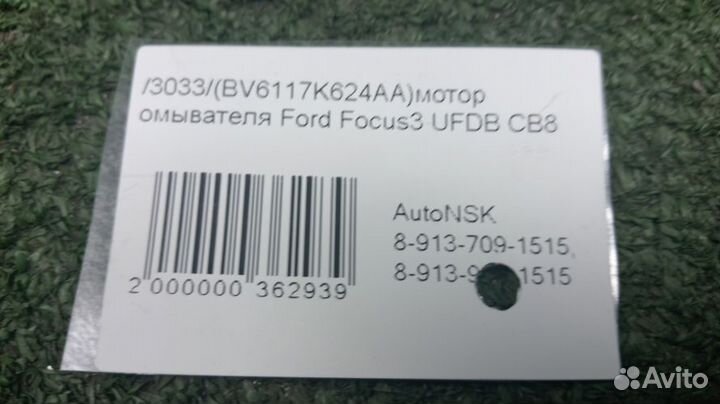 /3033/(BV6117K624AA)мотор
омывателя Ford Focus3 UFDB CB8
AutoNSK
8-913-709-1515,
8-913-9 1515
2 000000 362939
Avito